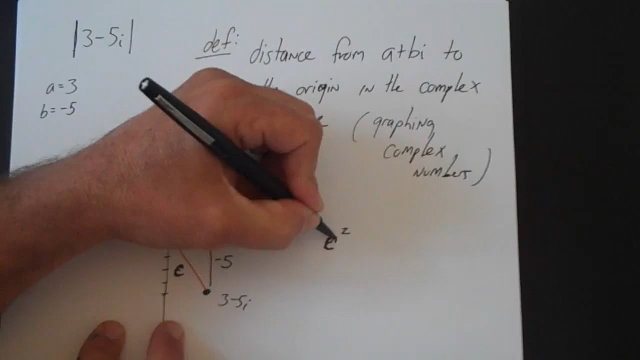 |3-5i|
def: distance from a+bi to
a=3
origin in the complex
b=-5
(graphing
complex
numbers)
c²
-5
c
3-5i